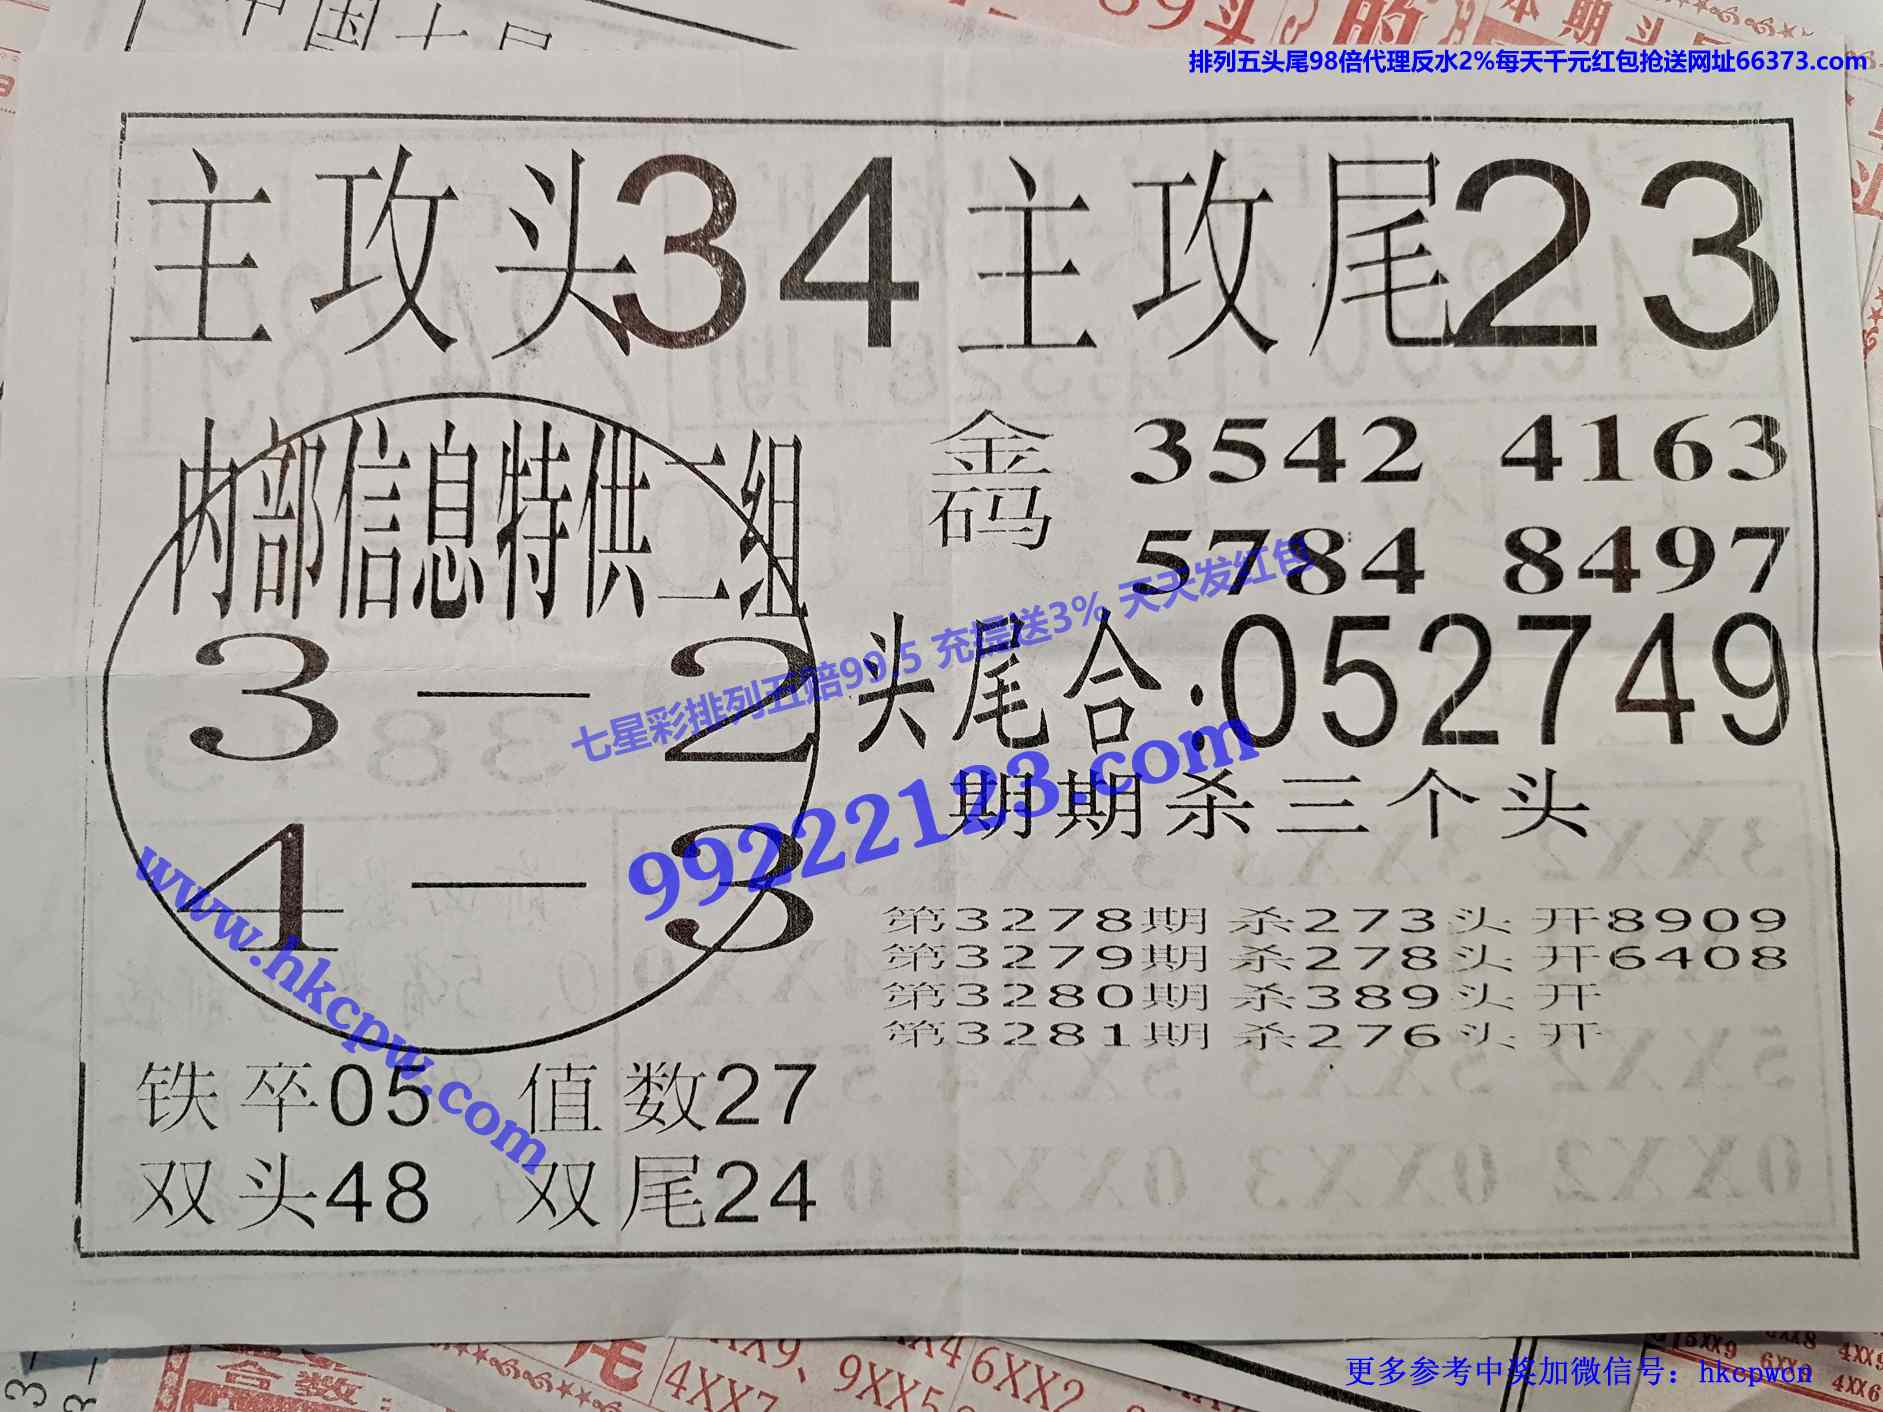 排列五头尾98倍代理反水2%每天千元红包抢送网址66373.com
主攻头34 主攻尾23
内部信息特供二组
3—2
4—3
金码 3542 4163
5784 8497
七星彩排列五赔99.5 充提送3% 天天发红包
头尾合:052749
99222123.com
期期杀三个头
www.hkcpw.com
第3278期 杀273头 开8909
第3279期 杀278头 开6408
第3280期 杀389头 开
第3281期 杀276头 开
铁卒05 值数27
双头48 双尾24
合数
4XX7
9XX5
6XX2
更多参考中奖加微信号：hkcpwcn